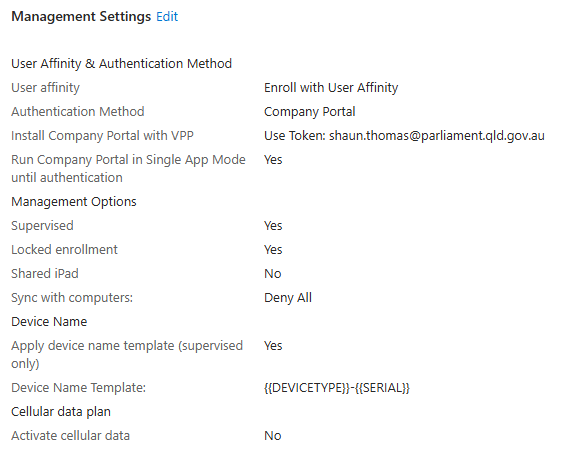 Management Settings Edit
User Affinity & Authentication Method
User affinity Enroll with User Affinity
Authentication Method Company Portal
Install Company Portal with VPP Use Token: shaun.thomas@parliament.qld.gov.au
Run Company Portal in Single App Mode Yes
until authentication
Management Options
Supervised Yes
Locked enrollment Yes
Shared iPad No
Sync with computers: Deny All
Device Name
Apply device name template (supervised Yes
only)
Device Name Template: {{DEVICETYPE}}-{{SERIAL}}
Cellular data plan
Activate cellular data No